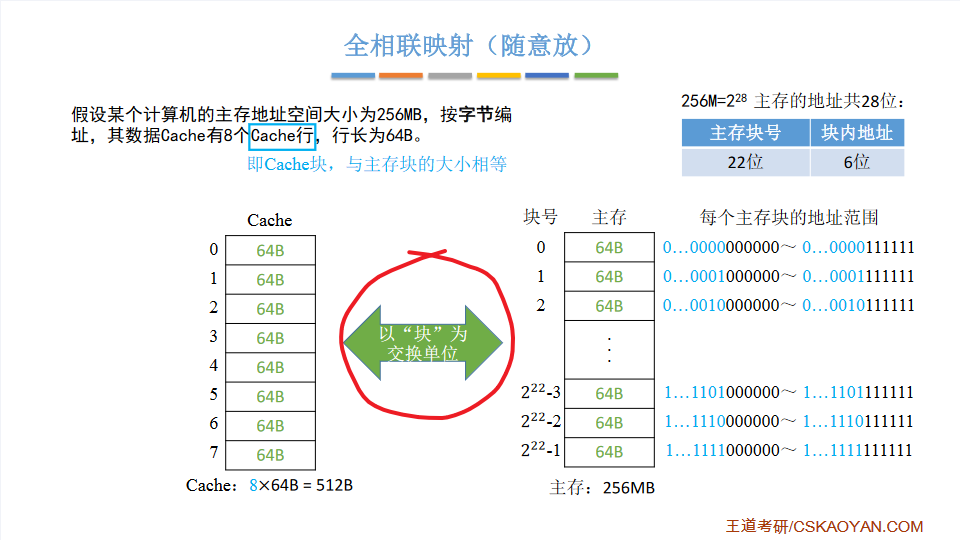 全相联映射（随意放）
假设某个计算机的主存地址空间大小为256MB，按字节编
址，其数据Cache有8个Cache行，行长为64B。
即Cache块，与主存块的大小相等
256M=2²⁸ 主存的地址共28位：
主存块号 块内地址
22位 6位
Cache
0 64B
1 64B
2 64B
3 64B
4 64B
5 64B
6 64B
7 64B
Cache：8×64B = 512B
以“块”为
交换单位
块号 主存 每个主存块的地址范围
0 64B 0…0000000000～ 0…0000111111
1 64B 0…0001000000～ 0…0001111111
2 64B 0…0010000000～ 0…0010111111
⋮
2²²-3 64B 1…1101000000～ 1…1101111111
2²²-2 64B 1…1110000000～ 1…1110111111
2²²-1 64B 1…1111000000～ 1…1111111111
主存：256MB
王道考研/CSKAOYAN.COM